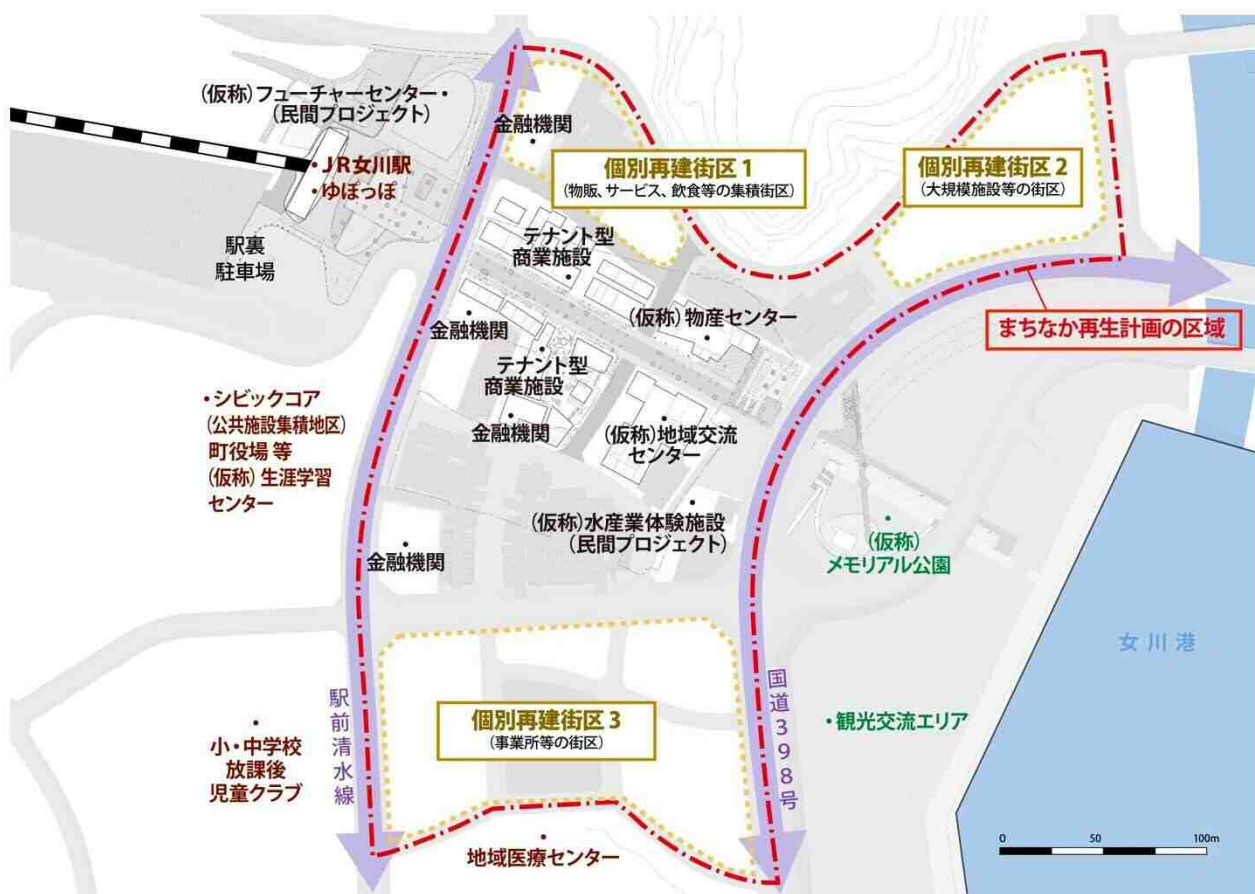 (仮称)フューチャーセンター・
(民間プロジェクト)
・JR女川駅
・ゆぽっぽ
駅裏
駐車場
金融機関
個別再建街区 1
(物販、サービス、飲食等の集積街区)
個別再建街区 2
(大規模施設等の街区)
テナント型
商業施設
(仮称)物産センター
まちなか再生計画の区域
金融機関
テナント型
商業施設
金融機関
(仮称)地域交流
センター
・シビックコア
(公共施設集積地区)
町役場 等
(仮称)生涯学習
センター
(仮称)水産業体験施設
(民間プロジェクト)
金融機関
(仮称)
メモリアル公園
女川港
駅前清水線
国道398号
個別再建街区 3
(事業所等の街区)
・観光交流エリア
小・中学校
放課後
児童クラブ
地域医療センター
0 50 100m